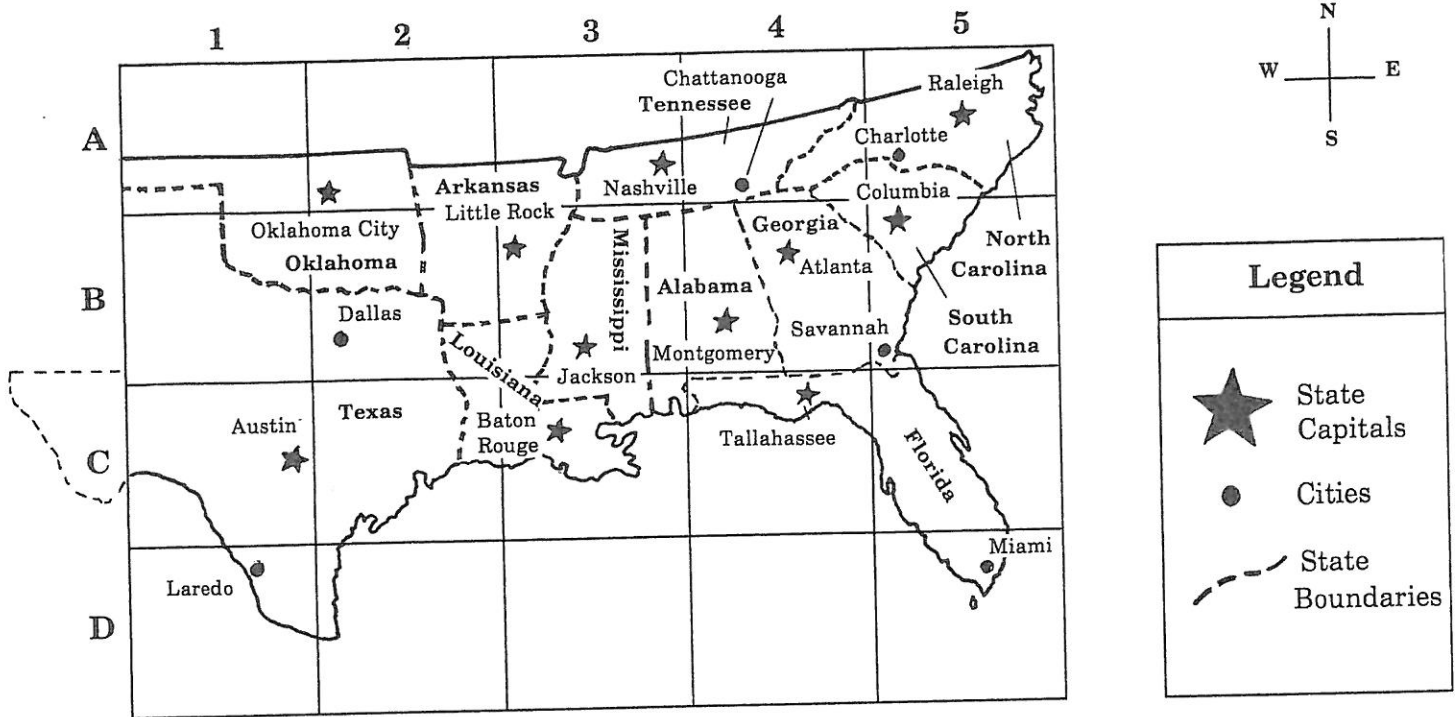 1 2 3 4 5
N
W E
S
A
B
C
D
Chattanooga
Tennessee
Raleigh
Charlotte
Nashville
Columbia
Arkansas
Little Rock
Oklahoma City
Oklahoma
Mississippi
Georgia
Atlanta
North
Carolina
Alabama
Dallas
Savannah
South
Carolina
Montgomery
Louisiana
Jackson
Texas
Austin
Baton
Rouge
Tallahassee
Florida
Miami
Laredo
Legend
State
Capitals
Cities
State
Boundaries